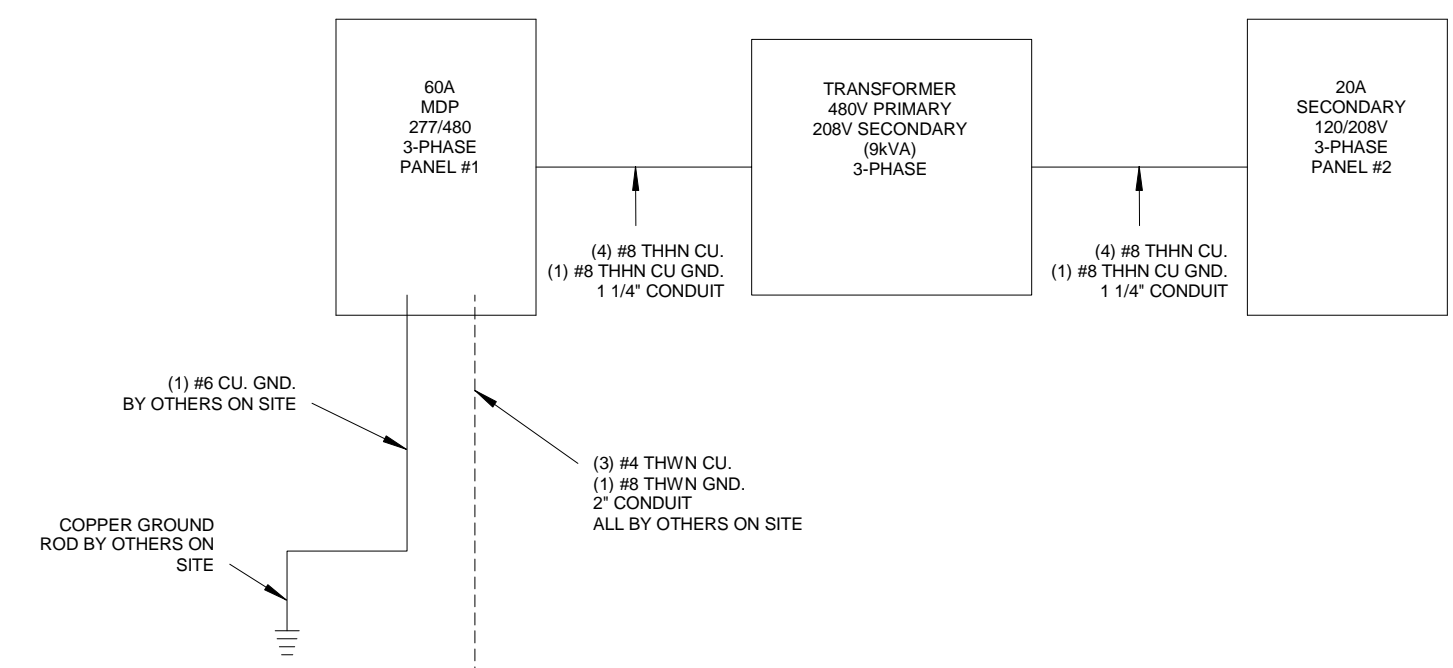 60A
MDP
277/480
3-PHASE
PANEL #1
TRANSFORMER
480V PRIMARY
208V SECONDARY
(9kVA)
3-PHASE
20A
SECONDARY
120/208V
3-PHASE
PANEL #2
(4) #8 THHN CU.
(1) #8 THHN CU GND.
1 1/4" CONDUIT
(4) #8 THHN CU.
(1) #8 THHN CU GND.
1 1/4" CONDUIT
(1) #6 CU. GND.
BY OTHERS ON SITE
(3) #4 THWN CU.
(1) #8 THWN GND.
2" CONDUIT
ALL BY OTHERS ON SITE
COPPER GROUND
ROD BY OTHERS ON
SITE